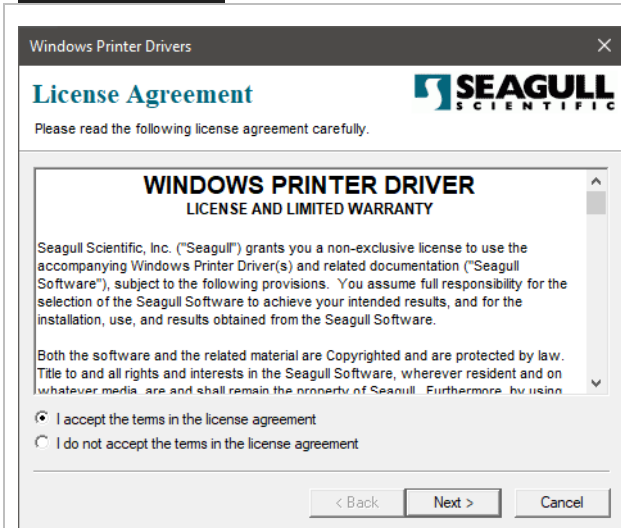 Windows Printer Drivers
License Agreement
SEAGULL
SCIENTIFIC
Please read the following license agreement carefully.
WINDOWS PRINTER DRIVER
LICENSE AND LIMITED WARRANTY
Seagull Scientific, Inc. ("Seagull") grants you a non-exclusive license to use the
accompanying Windows Printer Driver(s) and related documentation ("Seagull
Software"), subject to the following provisions.  You assume full responsibility for the
selection of the Seagull Software to achieve your intended results, and for the
installation, use, and results obtained from the Seagull Software.
Both the software and the related material are Copyrighted and are protected by law.
Title to and all rights and interests in the Seagull Software, wherever resident and on
whatever media, are and shall remain the property of Seagull.  Furthermore, by using
I accept the terms in the license agreement
I do not accept the terms in the license agreement
< Back
Next >
Cancel